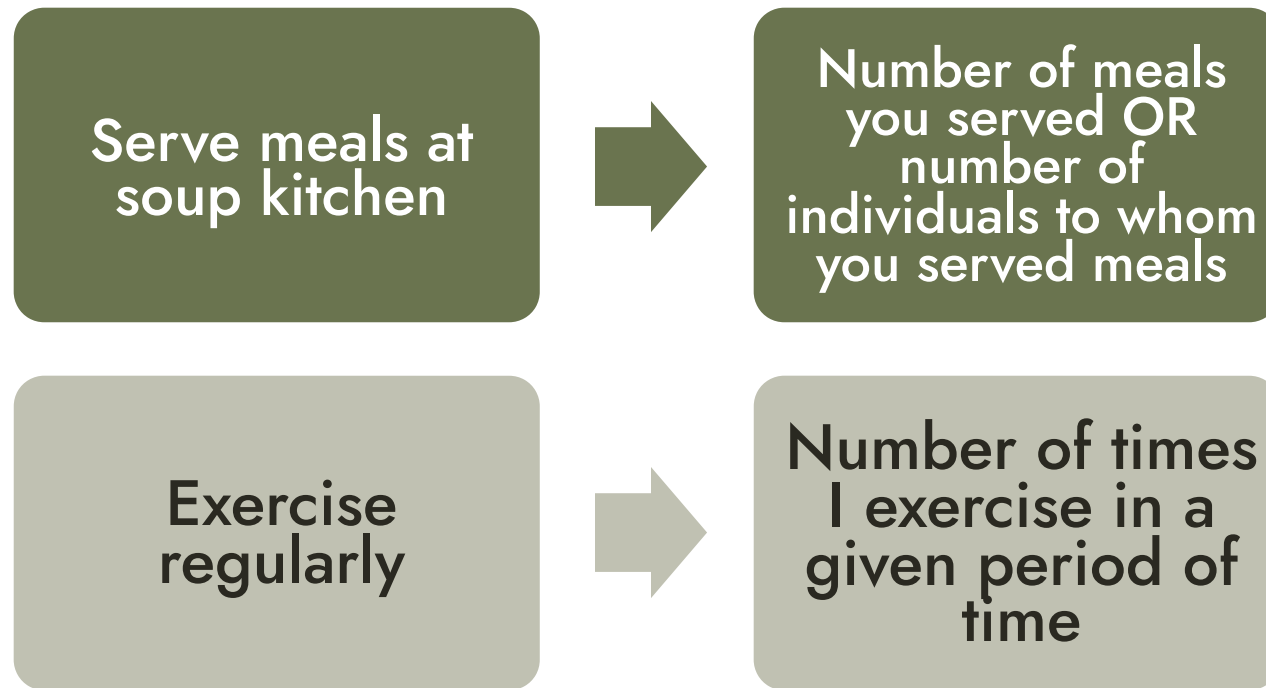 Serve meals at
soup kitchen
Number of meals
you served OR
number of
individuals to whom
you served meals
Exercise
regularly
Number of times
I exercise in a
given period of
time